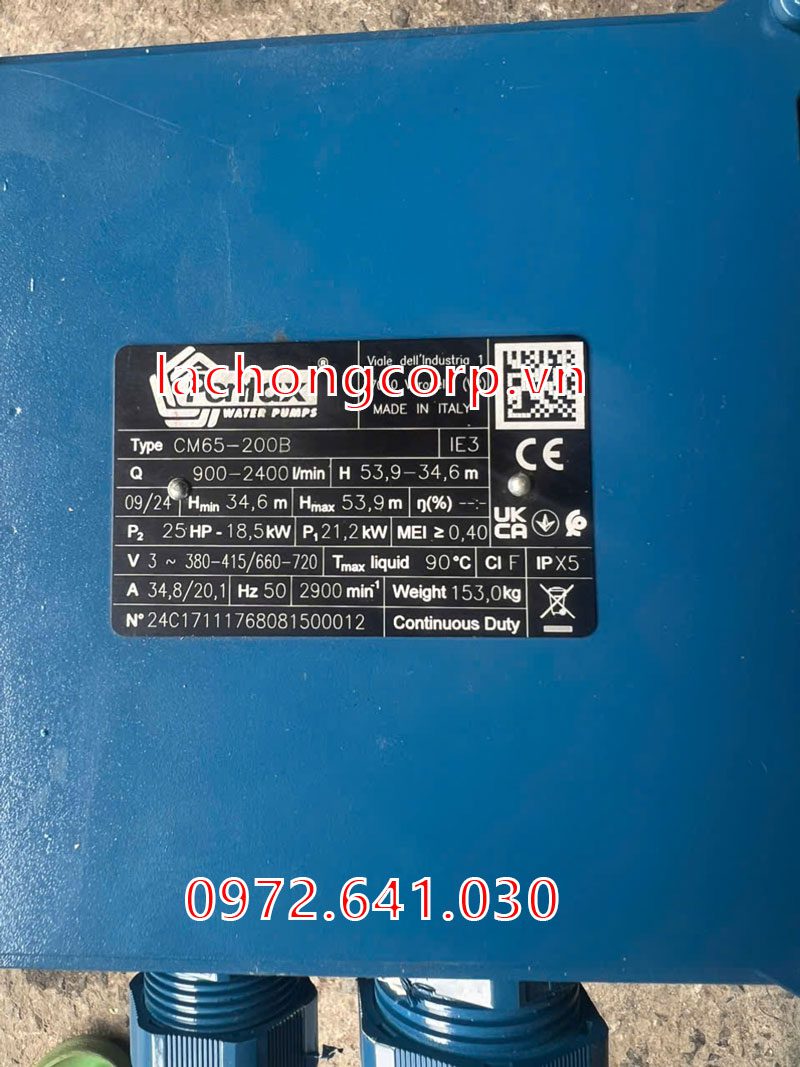 Pentax ®
WATER PUMPS
Viale dell'Industria 1
MADE IN ITALY
lachongcorp.vn
Type CM65-200B IE3
CE
Q 900-2400 l/min H 53,9-34,6 m
09/24 Hmin 34,6 m Hmax 53,9 m η(%) --:-
UK
CA
P₂ 25 HP - 18,5 kW P₁ 21,2 kW MEI ≥ 0,40
V 3 ~ 380-415/660-720 Tmax liquid 90 °C Cl F IP X5
A 34,8/20,1 Hz 50 2900 min⁻¹ Weight 153,0 kg
N° 24C17111768081500012 Continuous Duty
0972.641.030